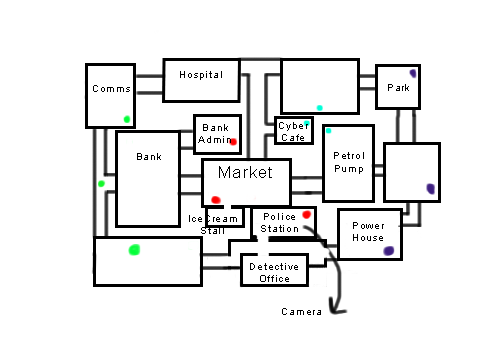 Hospital
Comms
Park
Bank
Admin
Cyber
Cafe
Bank
Petrol
Pump
Market
Ice Cream
Stall
Police
Station
Power
House
Detective
Office
Camera